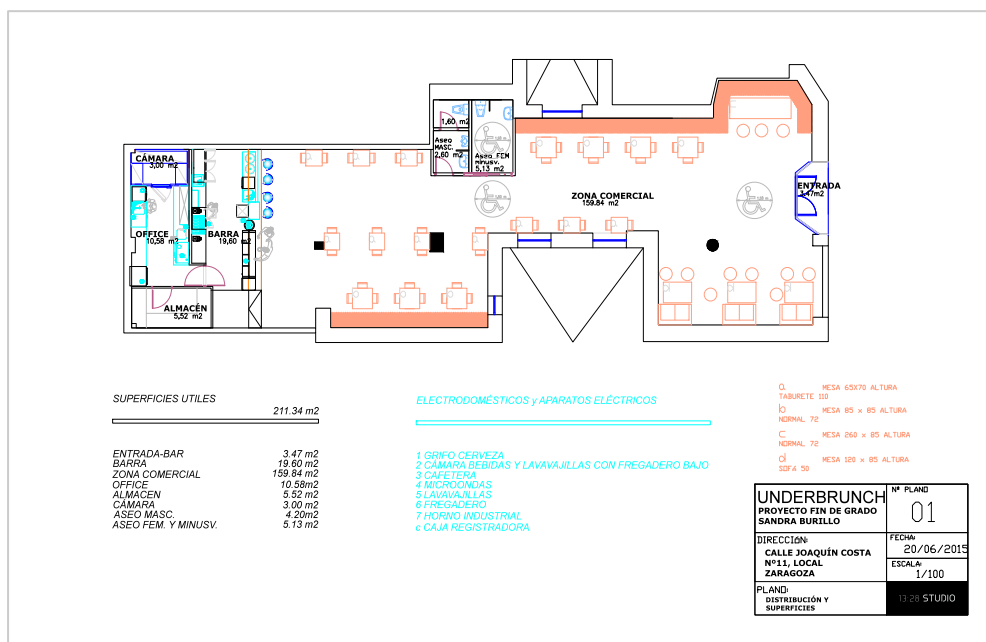 1,60 m2
Aseo
MASC.
2,60 m2
Aseo FEM
minusv.
5,13 m2
CÁMARA
3,00 m2
ZONA COMERCIAL
159.84 m2
ENTRADA
3.47m2
OFFICE
10,58 m2
BARRA
19,60 m2
ALMACÉN
5,52 m2
SUPERFICIES UTILES
211.34 m2
ENTRADA-BAR 3.47 m2
BARRA 19.60 m2
ZONA COMERCIAL 159.84 m2
OFFICE 10.58m2
ALMACEN 5.52 m2
CÁMARA 3.00 m2
ASEO MASC. 4.20m2
ASEO FEM. Y MINUSV. 5.13 m2
ELECTRODOMÉSTICOS y APARATOS ELÉCTRICOS
1 GRIFO CERVEZA
2 CÁMARA BEBIDAS Y LAVAVAJILLAS CON FREGADERO BAJO
3 CAFETERA
4 MICROONDAS
5 LAVAVAJILLAS
6 FREGADERO
7 HORNO INDUSTRIAL
c CAJA REGISTRADORA
a MESA 65X70 ALTURA
TABURETE 110
b MESA 85 x 85 ALTURA
NORMAL 72
c MESA 260 x 85 ALTURA
NORMAL 72
d MESA 120 x 85 ALTURA
SOFÁ 50
UNDERBRUNCH
PROYECTO FIN DE GRADO
SANDRA BURILLO
Nº PLANO
01
DIRECCIÓN:
CALLE JOAQUÍN COSTA
Nº11, LOCAL
ZARAGOZA
FECHA:
20/06/2015
ESCALA:
1/100
PLANO:
DISTRIBUCIÓN Y
SUPERFICIES
13·28 STUDIO